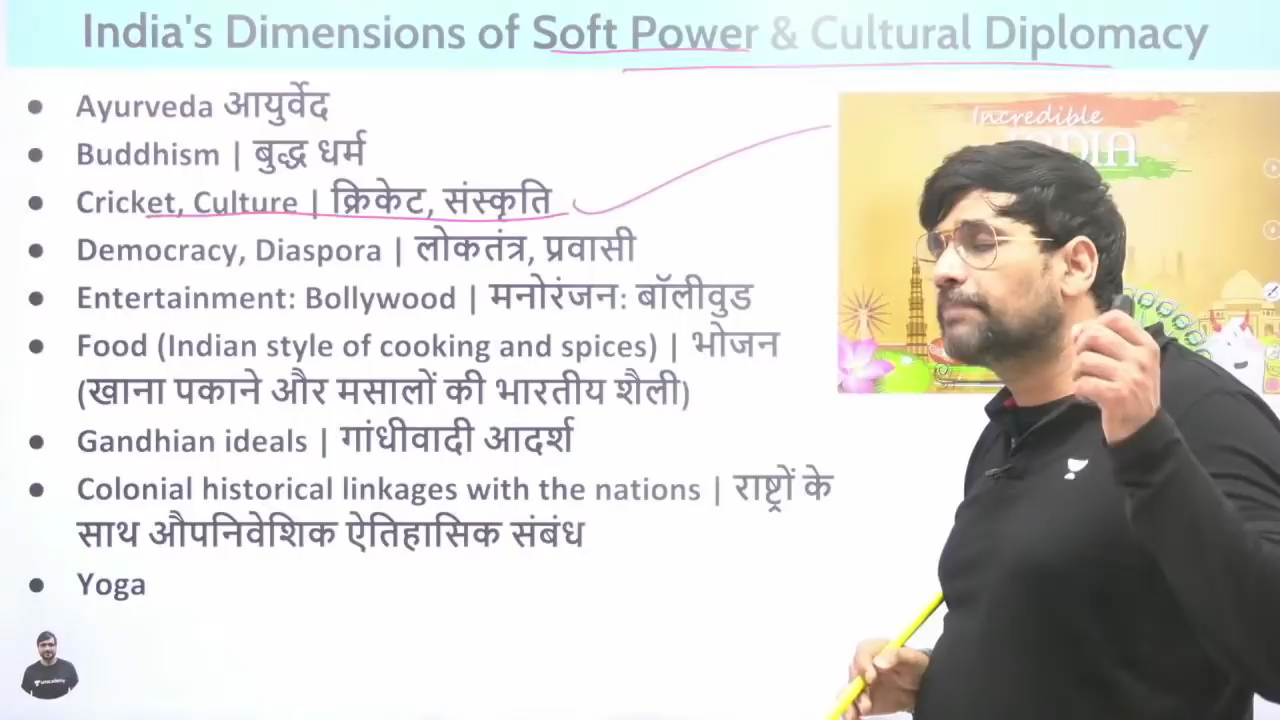 India's Dimensions of Soft Power & Cultural Diplomacy
● Ayurveda आयुर्वेद
● Buddhism | बुद्ध धर्म
● Cricket, Culture | क्रिकेट, संस्कृति
● Democracy, Diaspora | लोकतंत्र, प्रवासी
● Entertainment: Bollywood | मनोरंजन: बॉलीवुड
● Food (Indian style of cooking and spices) | भोजन
(खाना पकाने और मसालों की भारतीय शैली)
● Gandhian ideals | गांधीवादी आदर्श
● Colonial historical linkages with the nations | राष्ट्रों के
साथ औपनिवेशिक ऐतिहासिक संबंध
● Yoga
Incredible
unacademy